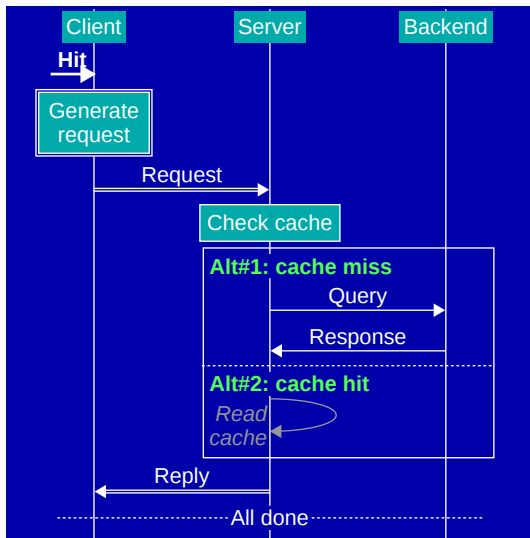 Client Server Backend
Hit
Generate
request
Request
Check cache
Alt#1: cache miss
Query
Response
Alt#2: cache hit
Read
cache
Reply
All done